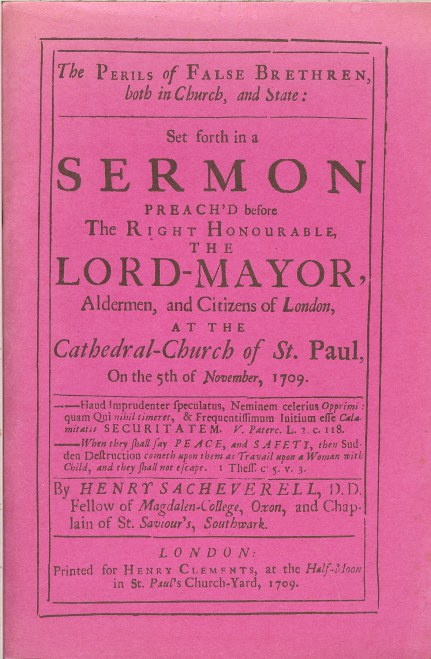 The PERILS of FALSE BRETHREN,
both in Church, and State:
Set forth in a
SERMON
PREACH'D before
The RIGHT HONOURABLE,
THE
LORD-MAYOR,
Aldermen, and Citizens of London,
AT THE
Cathedral-Church of St. Paul,
On the 5th of November, 1709.
——Haud Imprudenter ſpeculatus, Neminem celerius Opprimi:
quam Qui nihil timeret, & Frequentiſſimum Initium eſſe Cala-
mitatis SECURITATEM. V. Paterc. L. 2. c. 118.
——When they ſhall ſay PEACE, and SAFETY, then Sud-
den Deſtruction cometh upon them as Travail upon a Woman with
Child, and they ſhall not eſcape. 1 Theſſ. c. 5. v. 3.
By HENRY SACHEVERELL, D.D.
Fellow of Magdalen-College, Oxon, and Chap-
lain of St. Saviour's, Southwark.
LONDON:
Printed for HENRY CLEMENTS, at the Half-Moon
in St. Paul's Church-Yard, 1709.